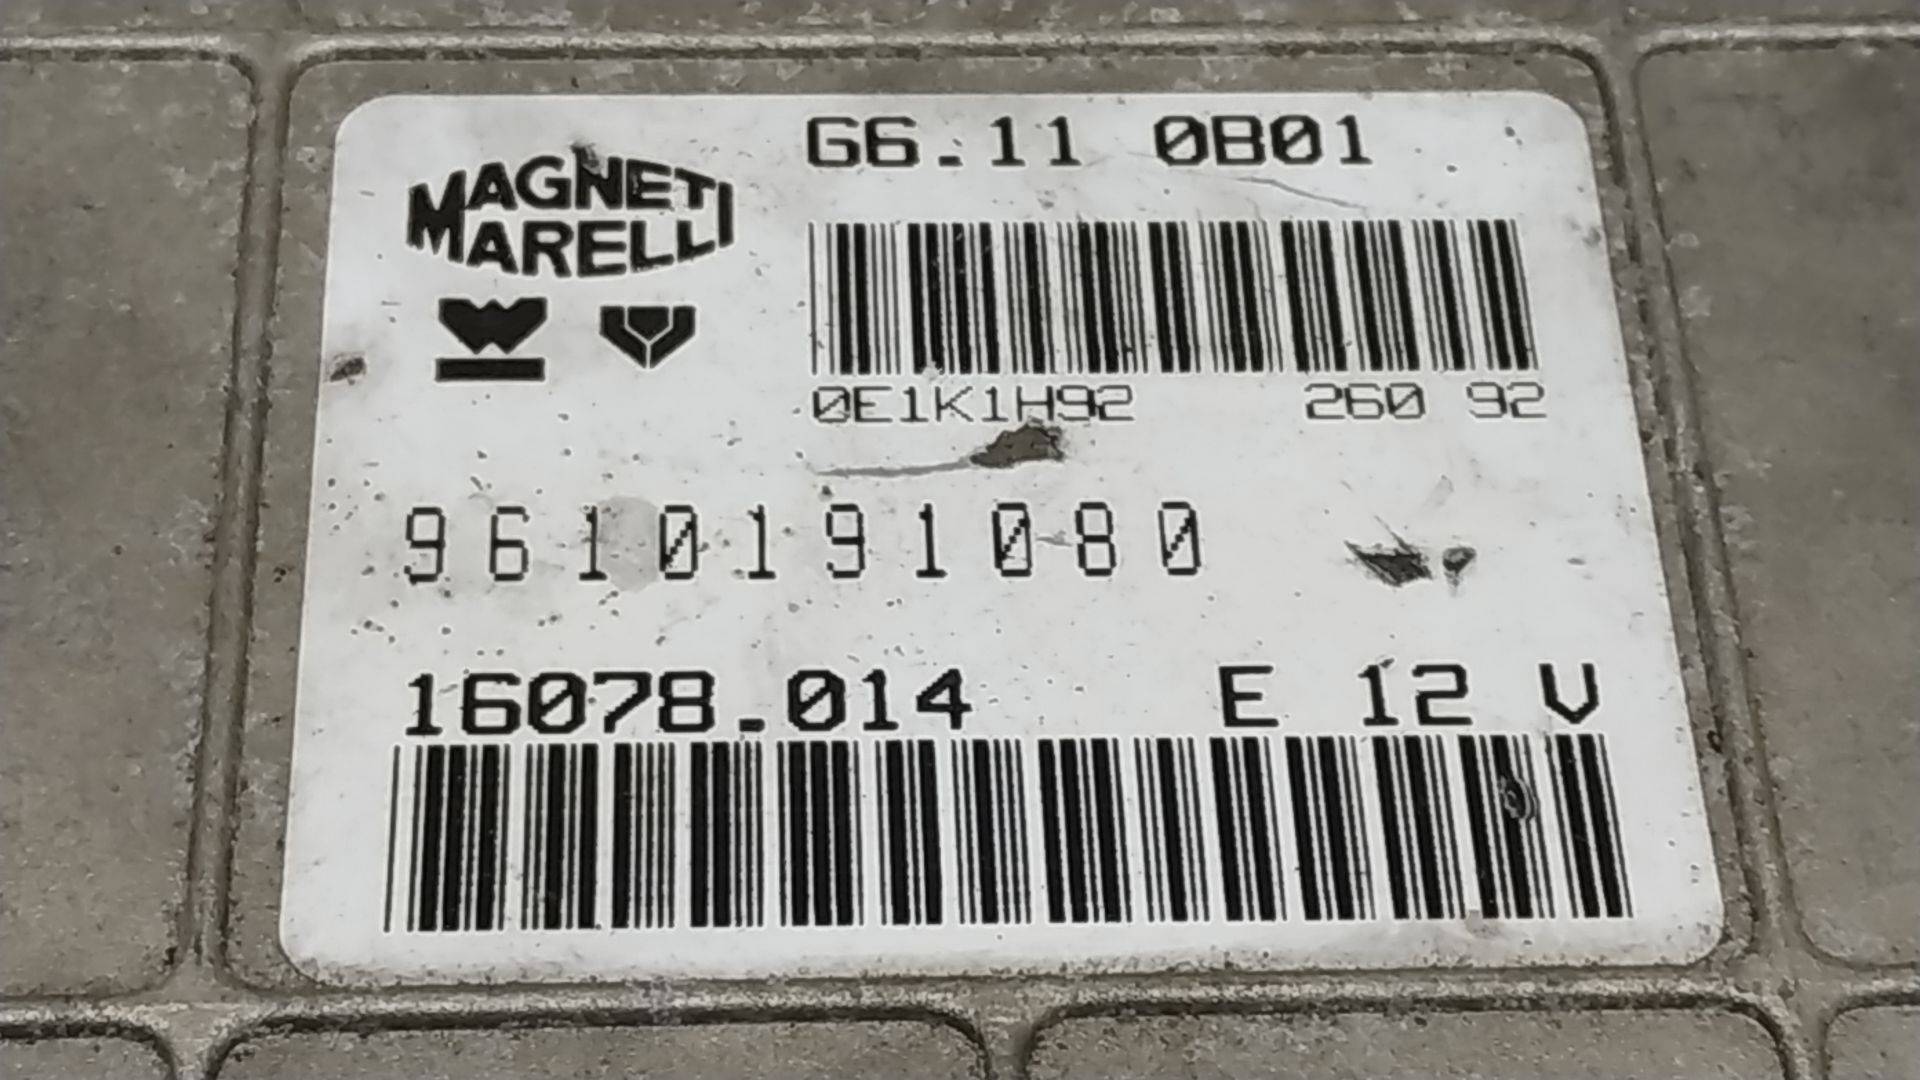 MAGNETI
MARELLI
G6.11 0B01
0E1K1H92 260 92
9610191080
16078.014 E 12 V